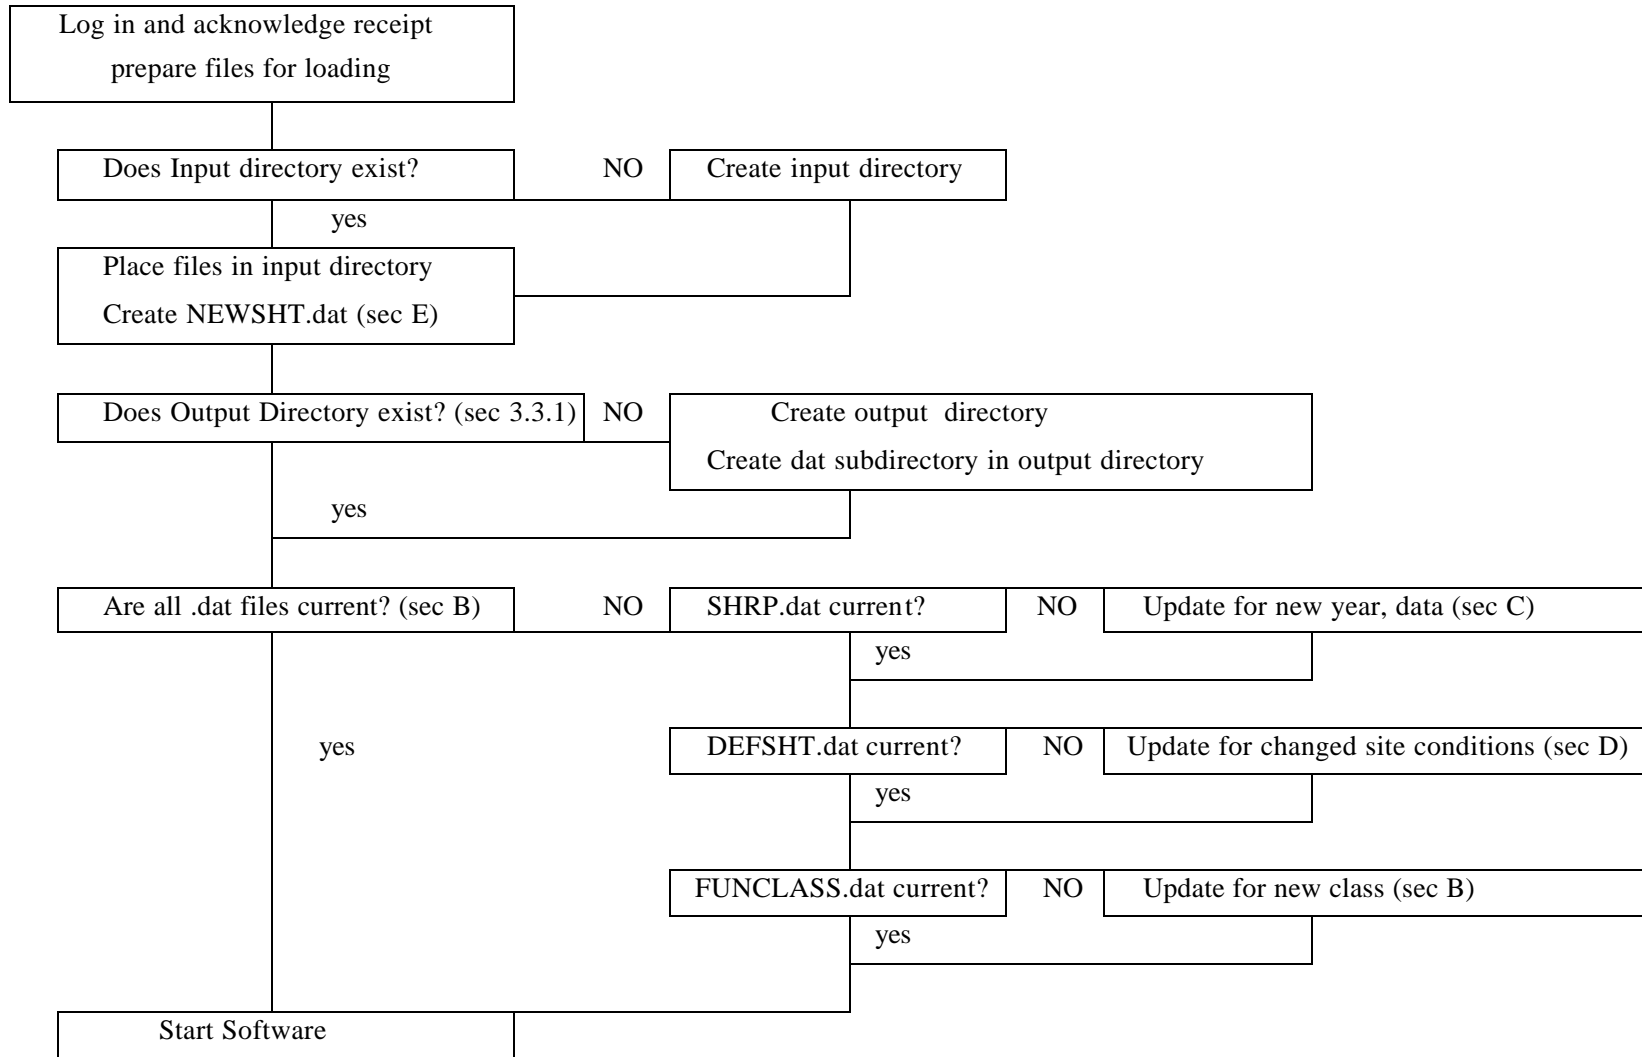 Log in and acknowledge receipt
prepare files for loading
Does Input directory exist?
NO
Create input directory
yes
Place files in input directory
Create NEWSHT.dat (sec E)
Does Output Directory exist? (sec 3.3.1)
NO
Create output directory
Create dat subdirectory in output directory
yes
Are all .dat files current? (sec B)
NO
SHRP.dat current?
NO
Update for new year, data (sec C)
yes
yes
DEFSHT.dat current?
NO
Update for changed site conditions (sec D)
yes
FUNCLASS.dat current?
NO
Update for new class (sec B)
yes
Start Software